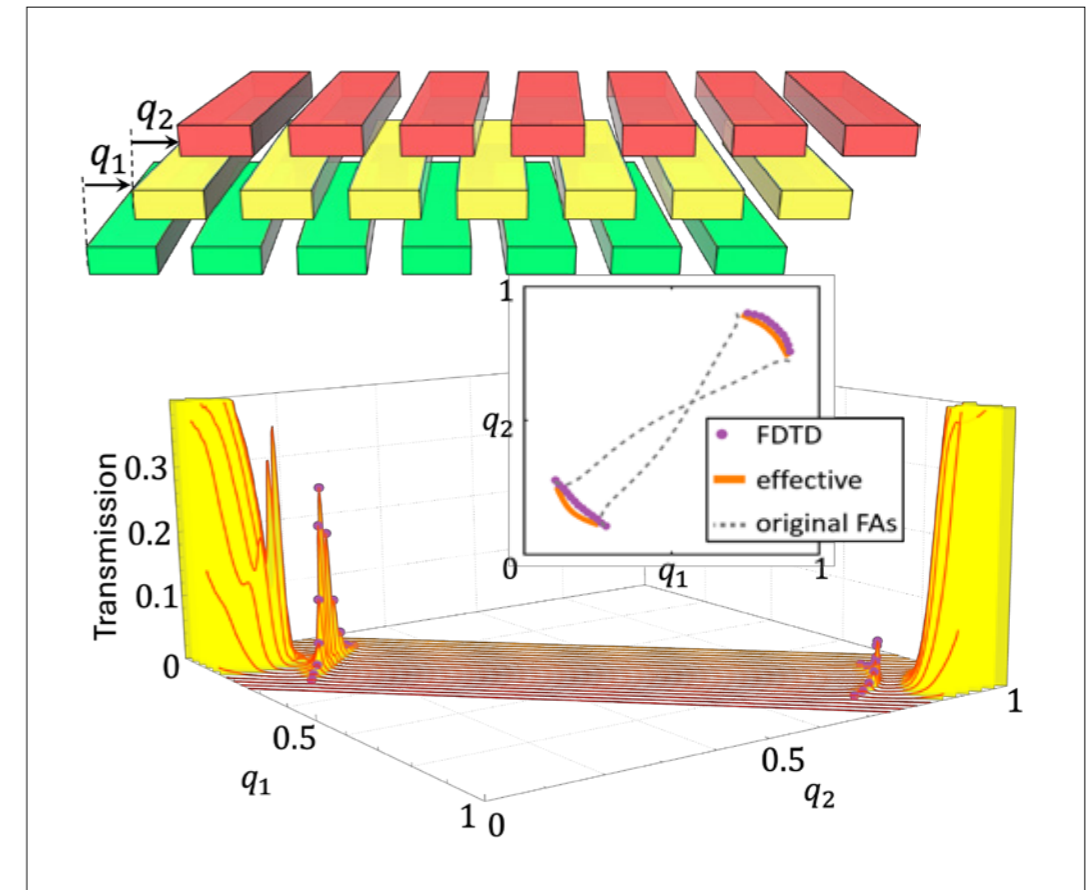 q₂
q₁
1
q₂
FDTD
effective
original FAs
0
q₁
1
Transmission
0.3
0.2
0.1
0
0.5
q₁
1
0
0.5
q₂
1